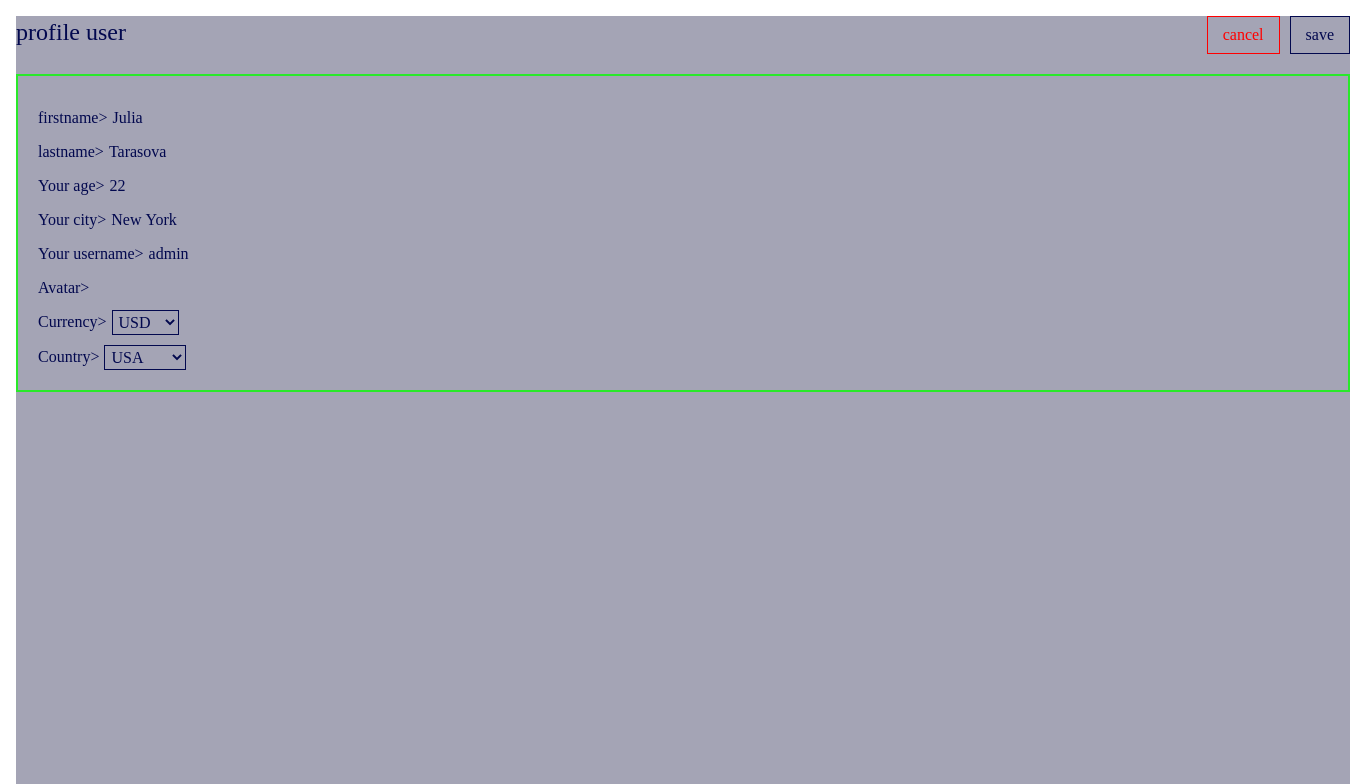 profile user
cancel
save
firstname> Julia
lastname> Tarasova
Your age> 22
Your city> New York
Your username> admin
Avatar>
Currency> USD
Country> USA